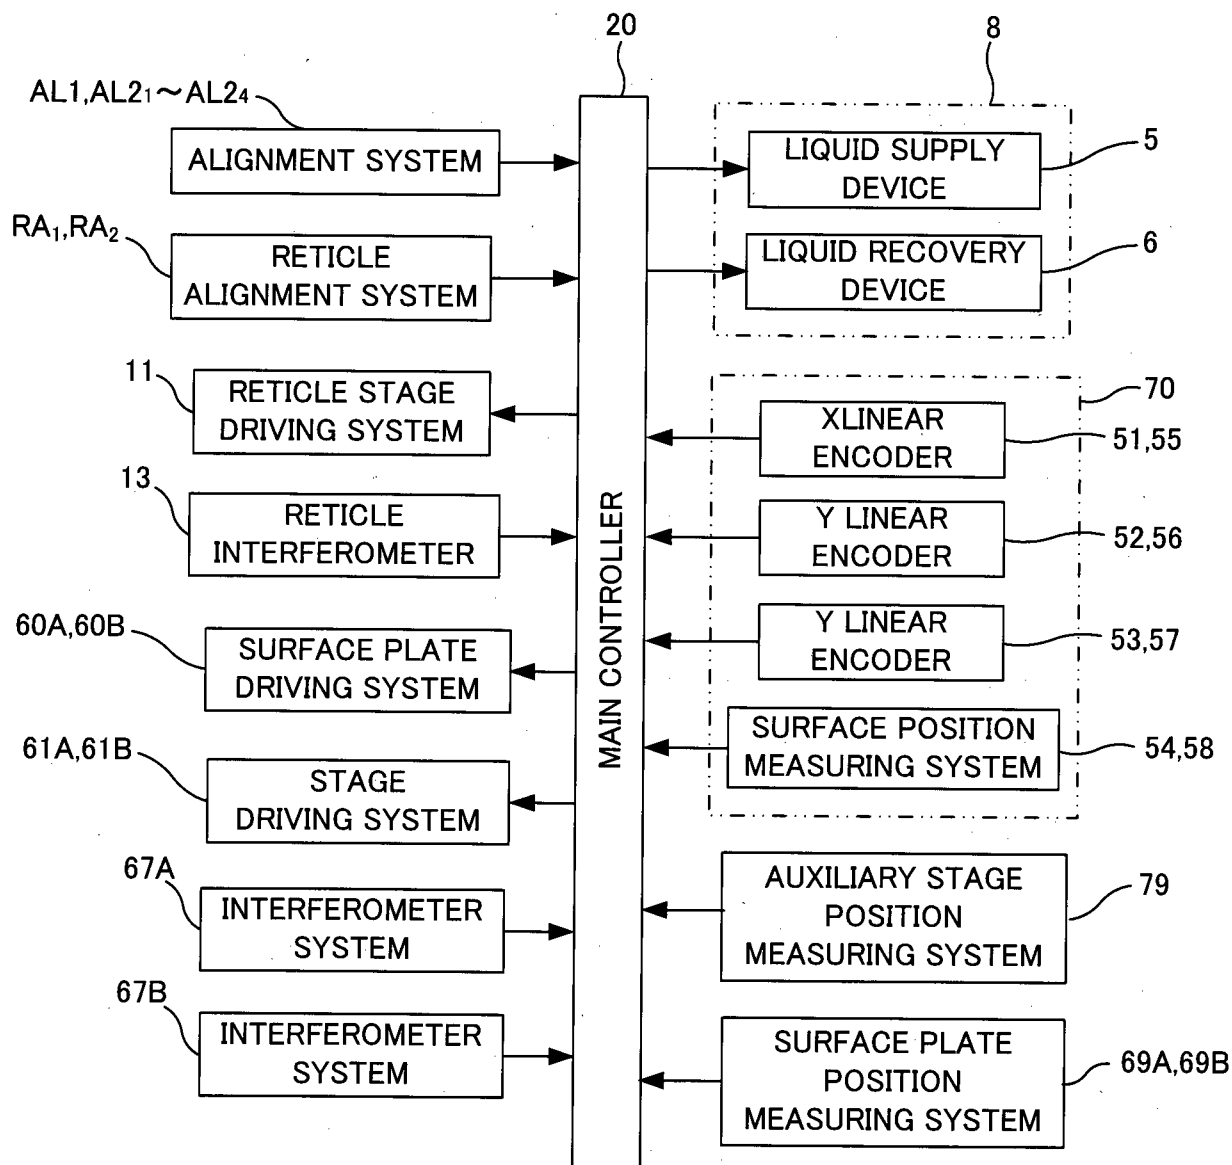 20
8
AL1,AL2₁～AL2₄
ALIGNMENT SYSTEM
LIQUID SUPPLY
DEVICE
5
RA₁,RA₂
RETICLE
ALIGNMENT SYSTEM
LIQUID RECOVERY
DEVICE
6
11
RETICLE STAGE
DRIVING SYSTEM
70
XLINEAR
ENCODER
51,55
13
RETICLE
INTERFEROMETER
Y LINEAR
ENCODER
52,56
60A,60B
SURFACE PLATE
DRIVING SYSTEM
Y LINEAR
ENCODER
53,57
MAIN CONTROLLER
61A,61B
STAGE
DRIVING SYSTEM
SURFACE POSITION
MEASURING SYSTEM
54,58
67A
INTERFEROMETER
SYSTEM
AUXILIARY STAGE
POSITION
MEASURING SYSTEM
79
67B
INTERFEROMETER
SYSTEM
SURFACE PLATE
POSITION
MEASURING SYSTEM
69A,69B